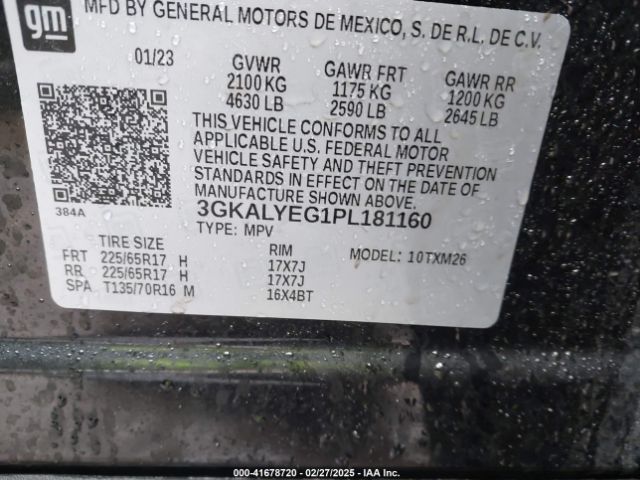 gm
MFD BY GENERAL MOTORS DE MEXICO, S. DE R.L. DE C.V.
01/23 GVWR GAWR FRT GAWR RR
2100 KG 1175 KG 1200 KG
4630 LB 2590 LB 2645 LB
THIS VEHICLE CONFORMS TO ALL
APPLICABLE U.S. FEDERAL MOTOR
VEHICLE SAFETY AND THEFT PREVENTION
STANDARDS IN EFFECT ON THE DATE OF
MANUFACTURE SHOWN ABOVE.
384A
3GKALYEG1PL181160
TYPE: MPV
TIRE SIZE RIM MODEL: 10TXM26
FRT 225/65R17 H 17X7J
RR 225/65R17 H 17X7J
SPA T135/70R16 M 16X4BT
000-41678720 - 02/27/2025 - IAA Inc.